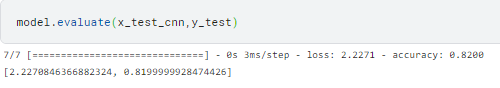 model.evaluate(x_test_cnn,y_test)
7/7 [==============================] - 0s 3ms/step - loss: 2.2271 - accuracy: 0.8200
[2.2270846366882324, 0.8199999928474426]